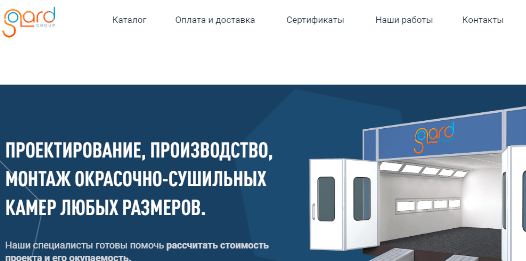 gard
GROUP
Каталог Оплата и доставка Сертификаты Наши работы Контакты
gard
ПРОЕКТИРОВАНИЕ, ПРОИЗВОДСТВО,
МОНТАЖ ОКРАСОЧНО-СУШИЛЬНЫХ
КАМЕР ЛЮБЫХ РАЗМЕРОВ.
Наши специалисты готовы помочь рассчитать стоимость
проекта и его окупаемость.